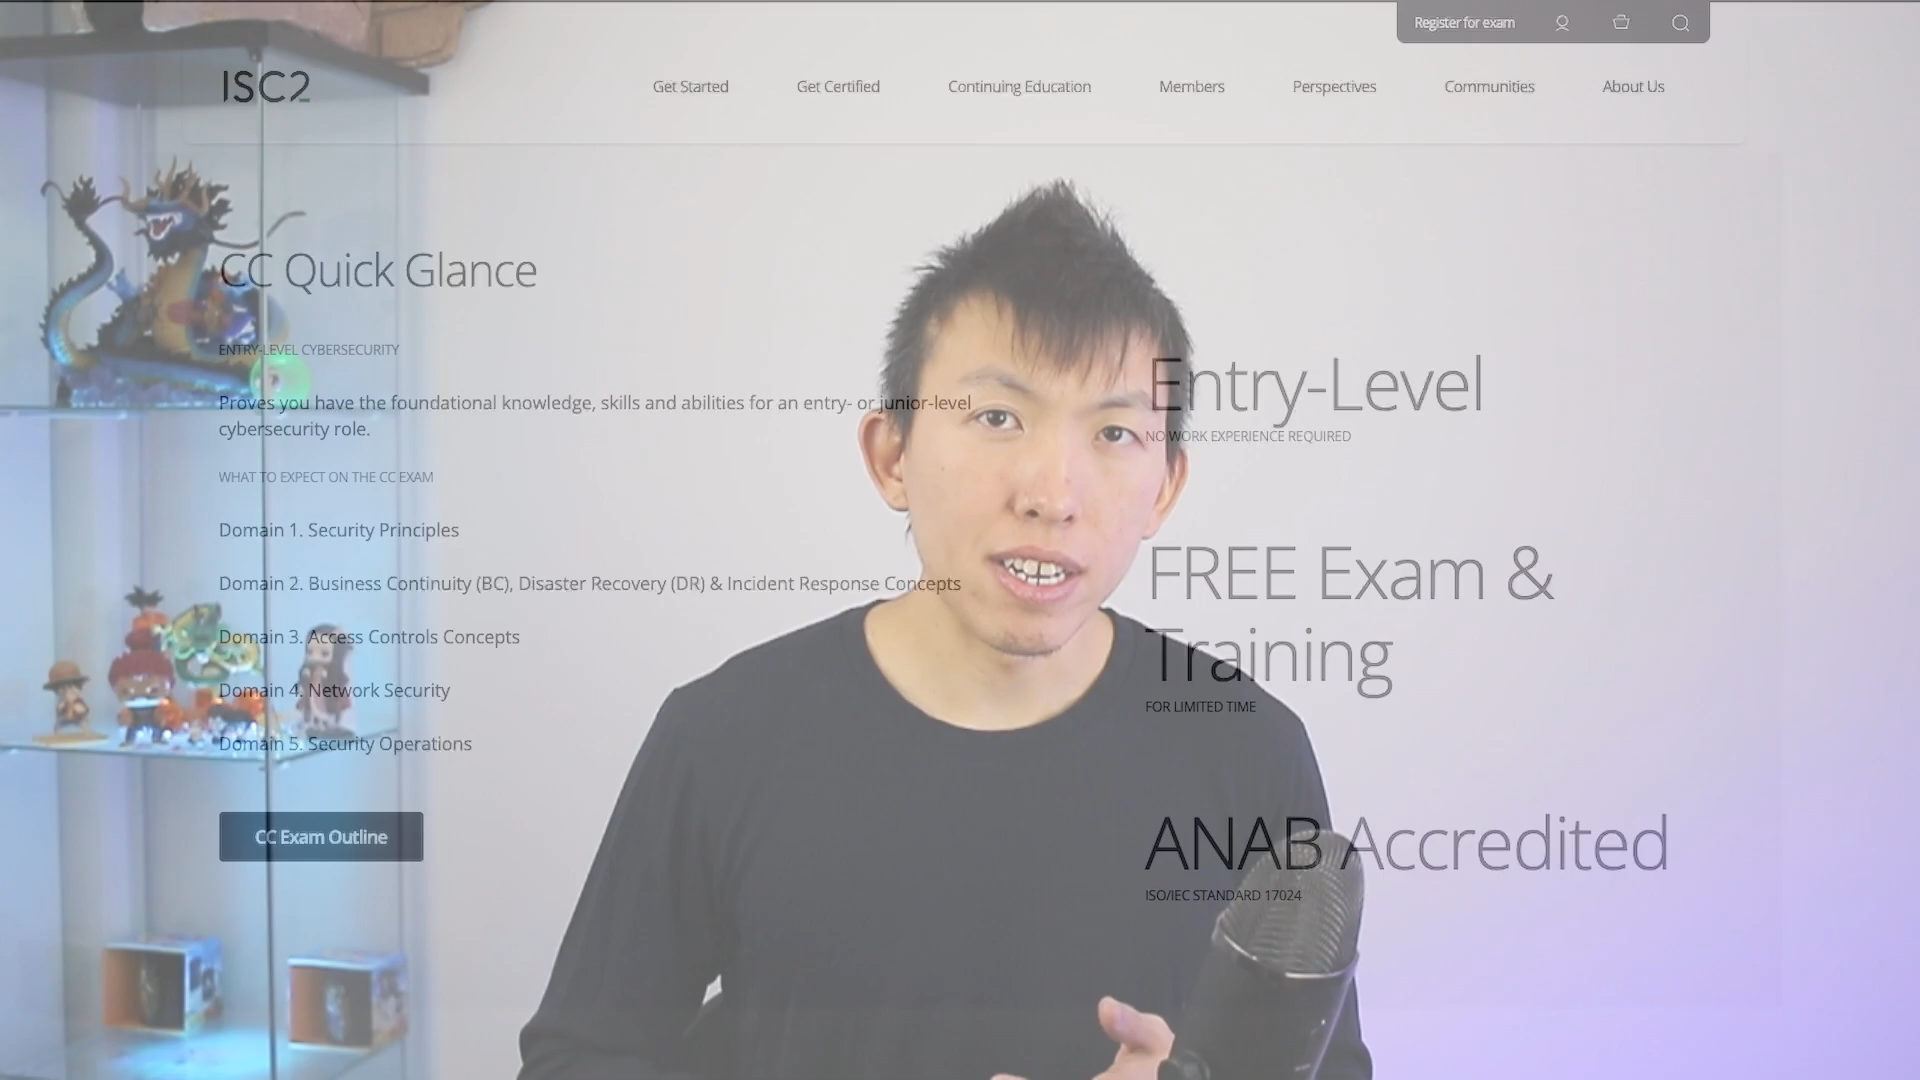 Register for exam
ISC2
Get Started
Get Certified
Continuing Education
Members
Perspectives
Communities
About Us
CC Quick Glance
ENTRY-LEVEL CYBERSECURITY
Proves you have the foundational knowledge, skills and abilities for an entry- or junior-level
cybersecurity role.
WHAT TO EXPECT ON THE CC EXAM
Domain 1. Security Principles
Domain 2. Business Continuity (BC), Disaster Recovery (DR) & Incident Response Concepts
Domain 3. Access Controls Concepts
Domain 4. Network Security
Domain 5. Security Operations
CC Exam Outline
Entry-Level
NO WORK EXPERIENCE REQUIRED
FREE Exam &
Training
FOR LIMITED TIME
ANAB Accredited
ISO/IEC STANDARD 17024